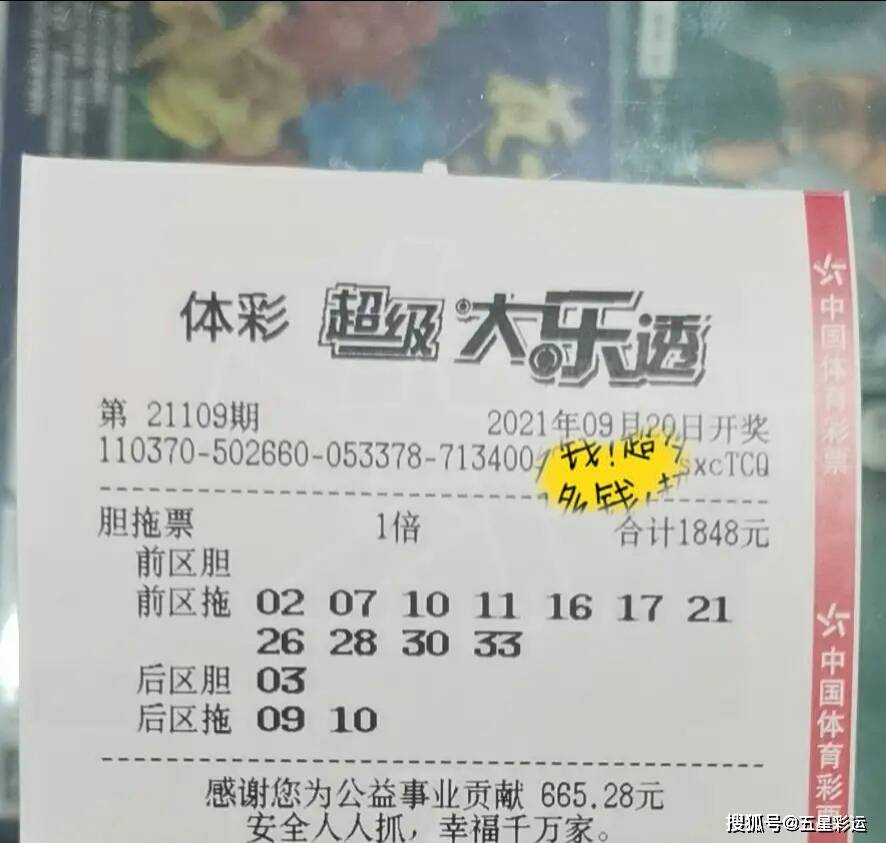 体彩 超级大乐透
第 21109期 2021年09月20日开奖
110370-502660-053378-713400 sxcTCQ
钱!超
多钱!
胆拖票 1倍 合计1848元
前区胆
前区拖 02 07 10 11 16 17 21
26 28 30 33
后区胆 03
后区拖 09 10
感谢您为公益事业贡献 665.28元
安全人人抓，幸福千万家。
中国体育彩票
中国体育彩票
搜狐号@五星彩运